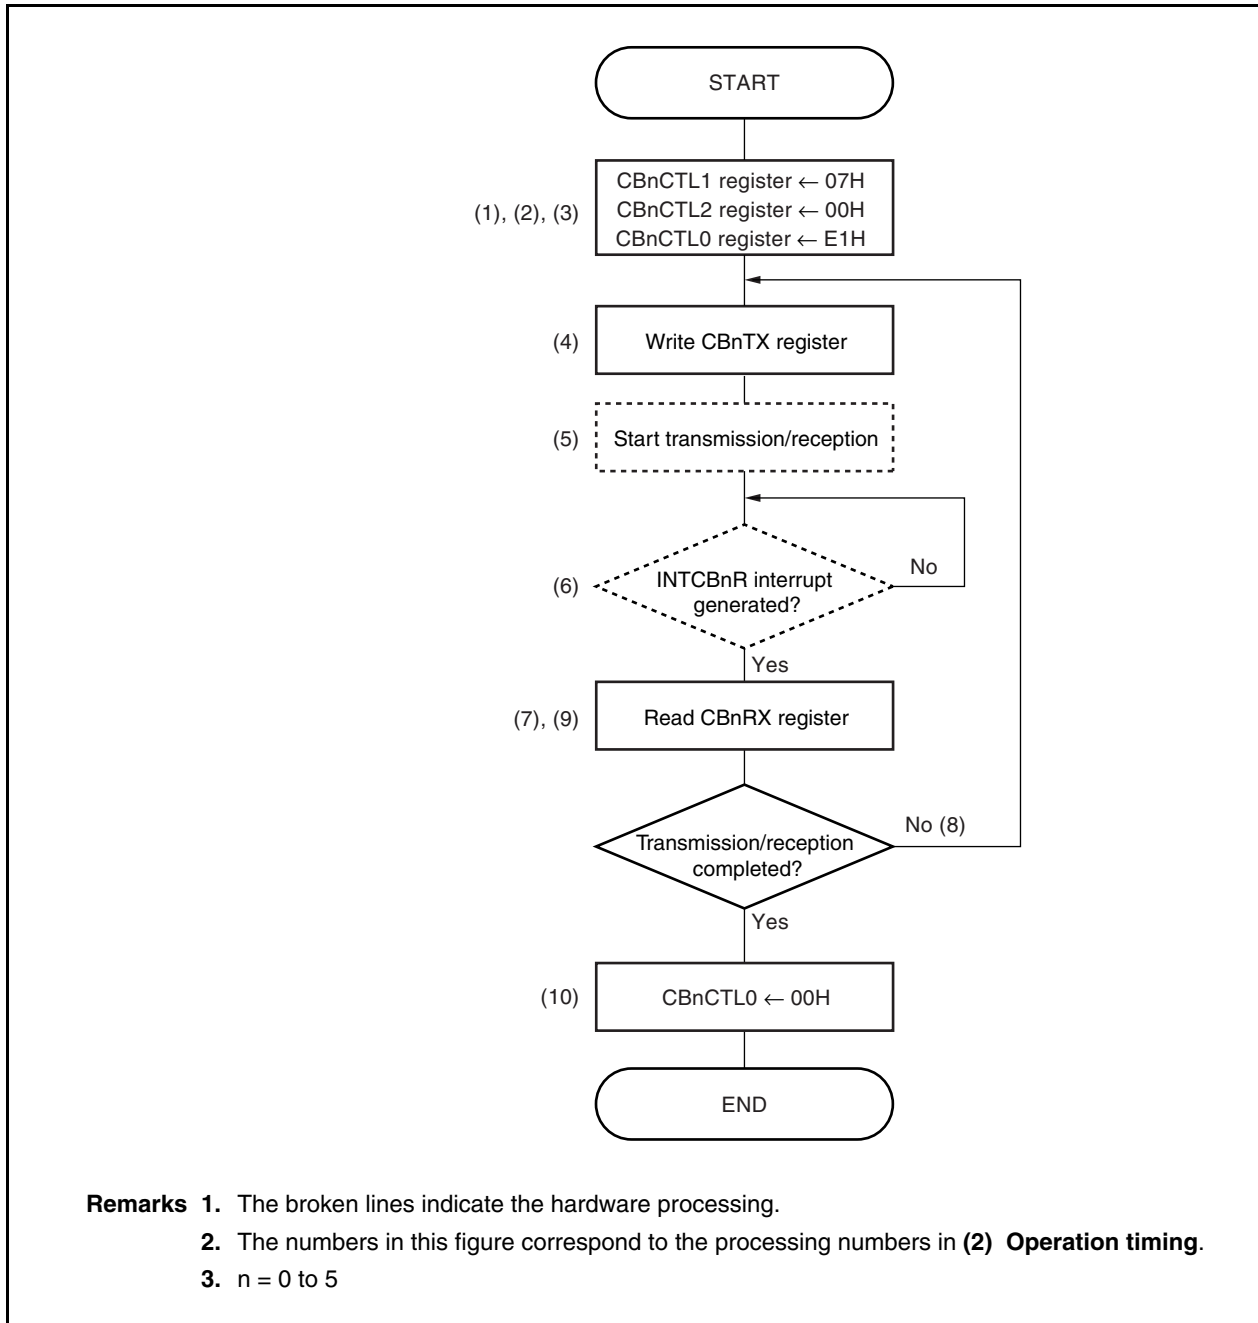 START
(1), (2), (3)
CBnCTL1 register ← 07H
CBnCTL2 register ← 00H
CBnCTL0 register ← E1H
(4)
Write CBnTX register
(5)
Start transmission/reception
(6)
INTCBnR interrupt
generated?
No
Yes
(7), (9)
Read CBnRX register
Transmission/reception
completed?
No (8)
Yes
(10)
CBnCTL0 ← 00H
END
Remarks 1. The broken lines indicate the hardware processing.
2. The numbers in this figure correspond to the processing numbers in (2) Operation timing.
3. n = 0 to 5